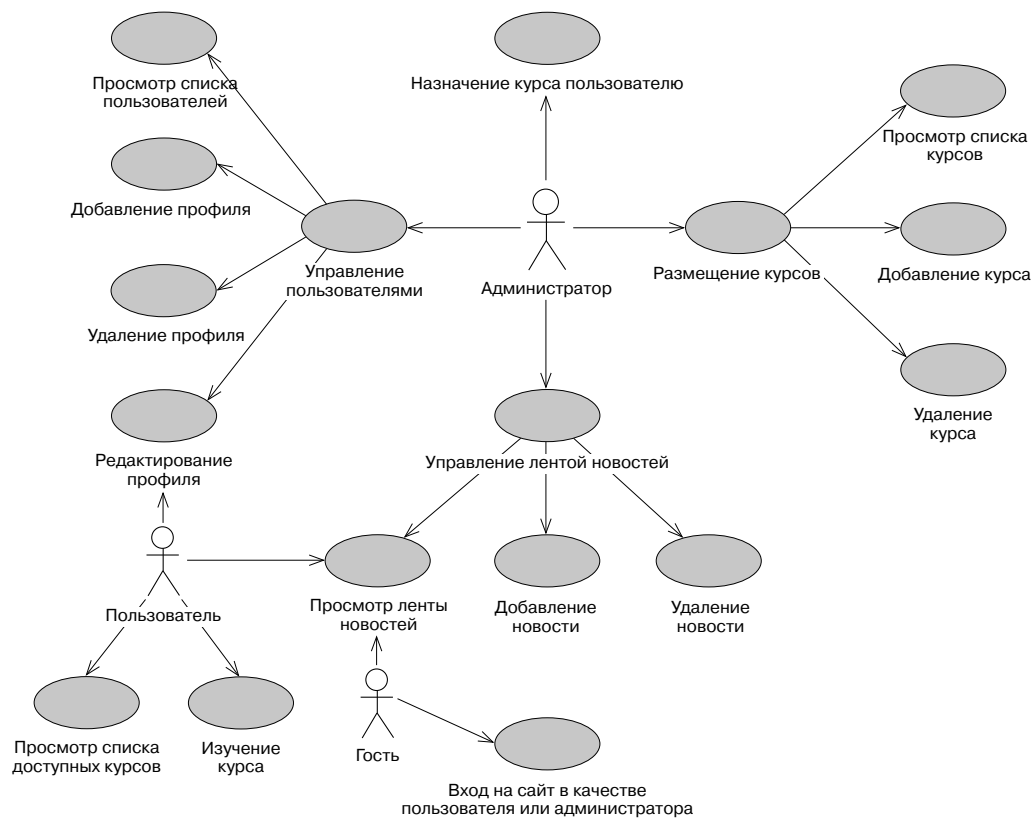 Просмотр списка
пользователей
Назначение курса пользователю
Просмотр списка
курсов
Добавление профиля
Управление
пользователями
Администратор
Размещение курсов
Добавление курса
Удаление профиля
Удаление
курса
Редактирование
профиля
Управление лентой новостей
Пользователь
Просмотр ленты
новостей
Добавление
новости
Удаление
новости
Просмотр списка
доступных курсов
Изучение
курса
Гость
Вход на сайт в качестве
пользователя или администратора